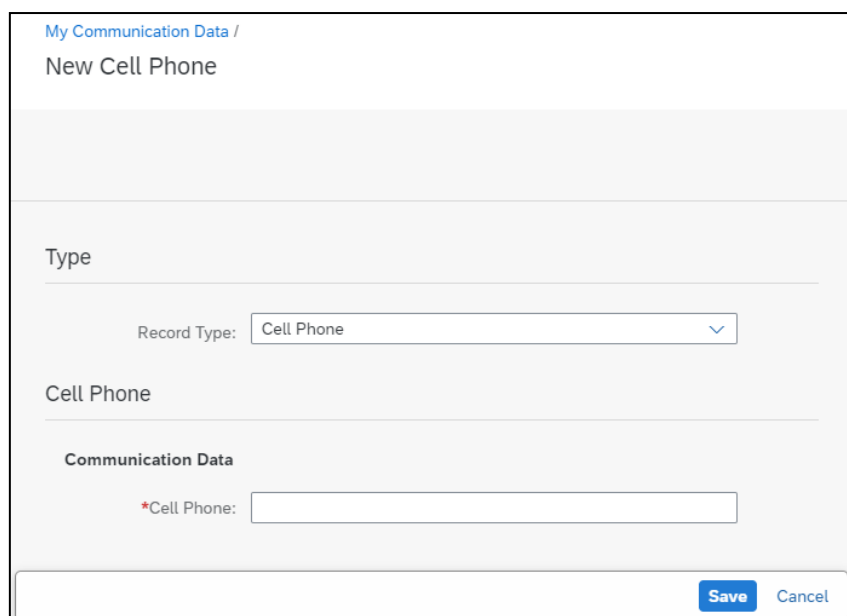 My Communication Data /
New Cell Phone
Type
Record Type: Cell Phone
Cell Phone
Communication Data
*Cell Phone:
Save Cancel